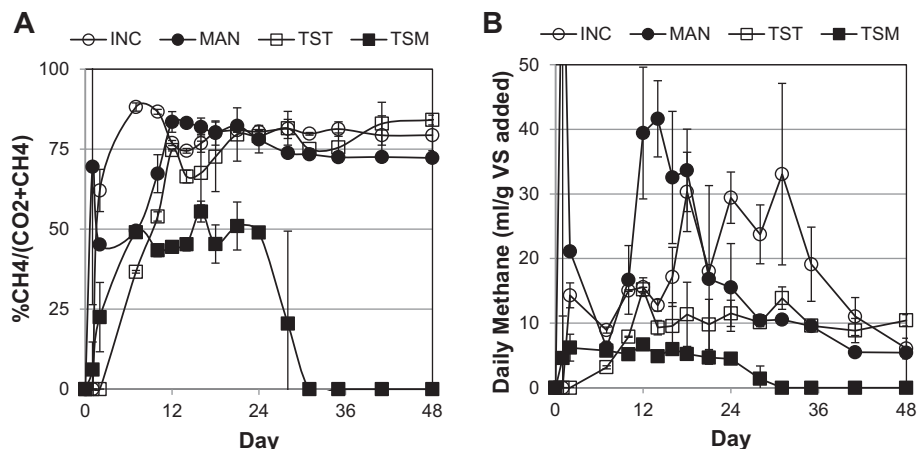 A
INC MAN TST TSM
%CH4/(CO2+CH4)
100
75
50
25
0
0 12 24 36 48
Day
B
INC MAN TST TSM
Daily Methane (ml/g VS added)
50
40
30
20
10
0
0 12 24 36 48
Day